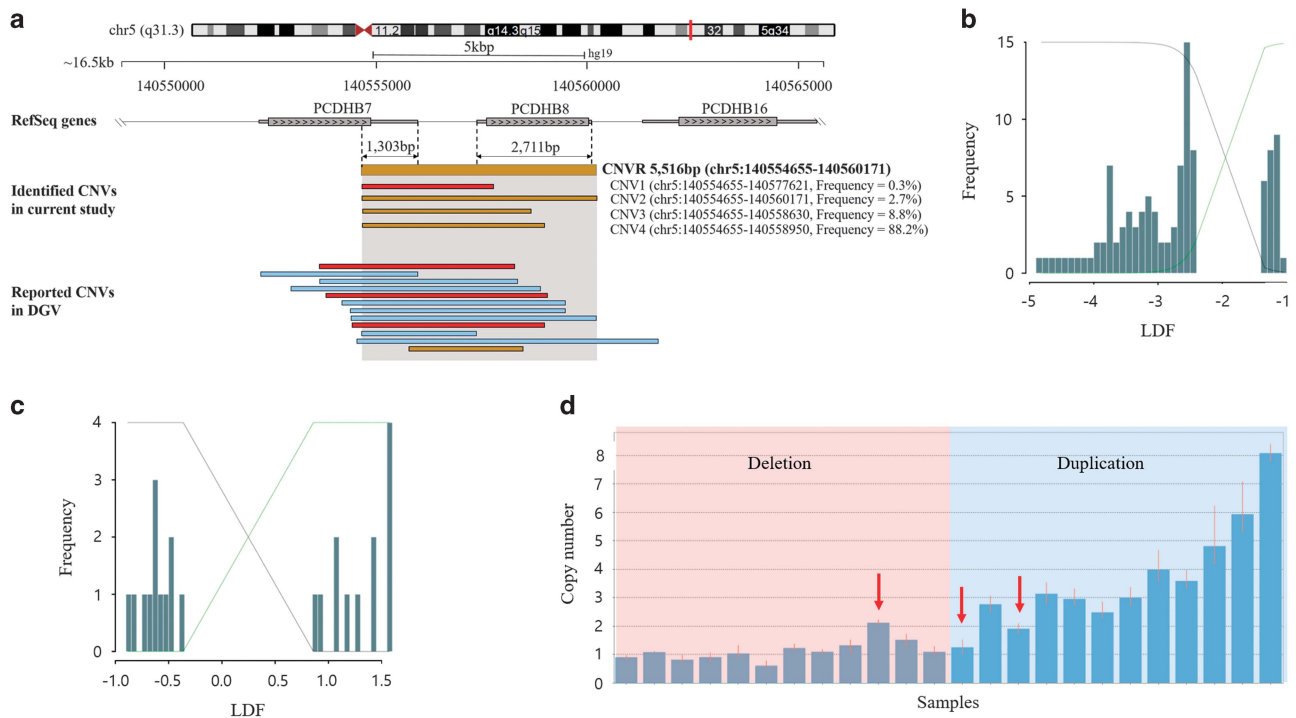 a
chr5 (q31.3)
11.2
q14.3
q15
32
5q34
5kbp
hg19
~16.5kb
140550000
140555000
140560000
140565000
RefSeq genes
PCDHB7
PCDHB8
PCDHB16
1,303bp
2,711bp
CNVR 5,516bp (chr5:140554655-140560171)
Identified CNVs
in current study
CNV1 (chr5:140554655-140577621, Frequency = 0.3%)
CNV2 (chr5:140554655-140560171, Frequency = 2.7%)
CNV3 (chr5:140554655-140558630, Frequency = 8.8%)
CNV4 (chr5:140554655-140558950, Frequency = 88.2%)
Reported CNVs
in DGV
b
Frequency
15
10
5
0
-5
-4
-3
-2
-1
LDF
c
Frequency
4
3
2
1
0
-1.0
-0.5
0.0
0.5
1.0
1.5
LDF
d
Deletion
Duplication
Copy number
8
7
6
5
4
3
2
1
0
Samples